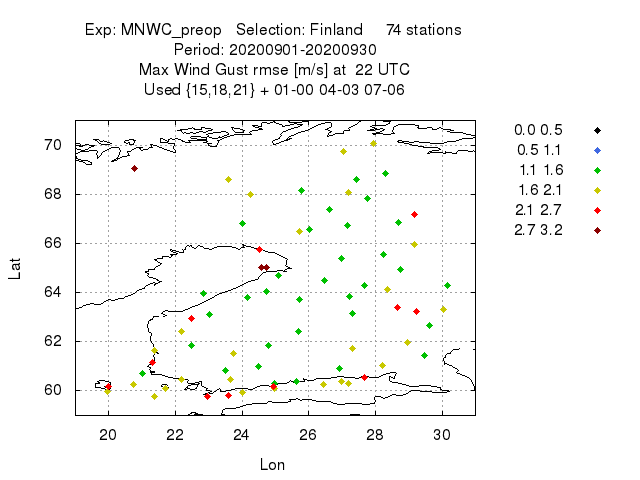 Exp: MNWC_preop   Selection: Finland     74 stations
Period: 20200901-20200930
Max Wind Gust rmse [m/s] at  22 UTC
Used {15,18,21} + 01-00 04-03 07-06
0.0 0.5
0.5 1.1
1.1 1.6
1.6 2.1
2.1 2.7
2.7 3.2
Lat
70
68
66
64
62
60
20 22 24 26 28 30
Lon